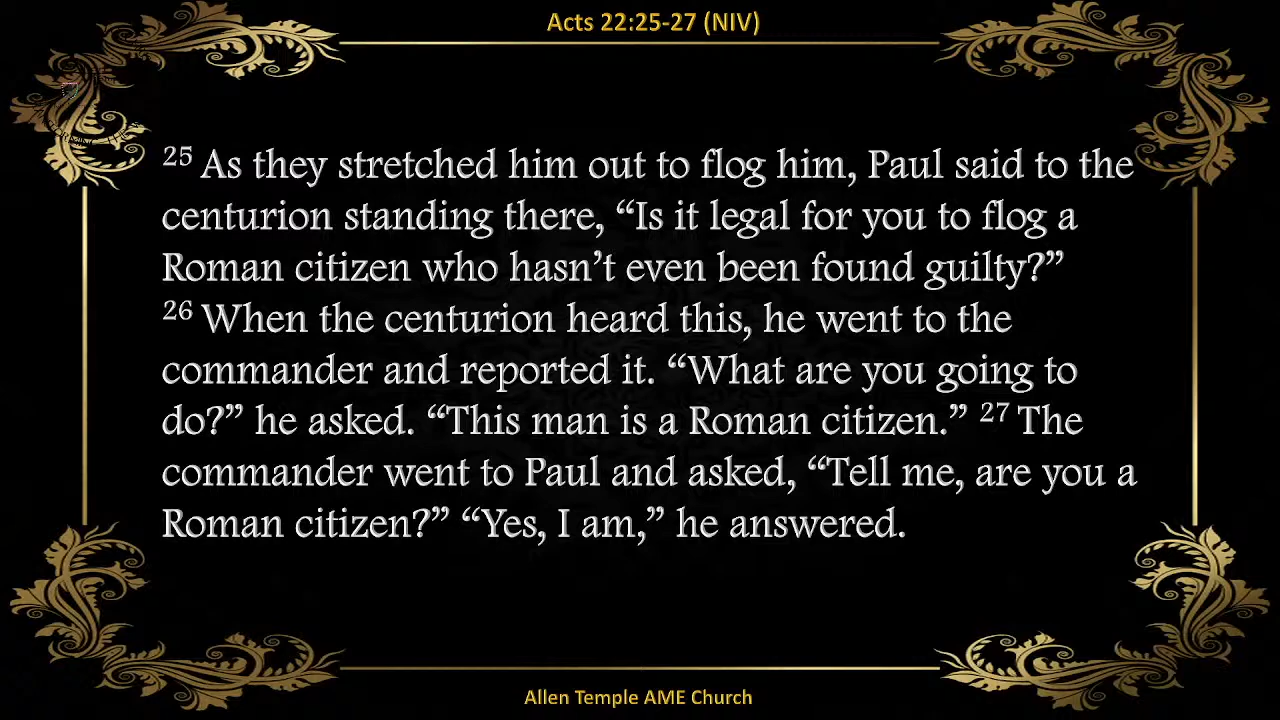 Acts 22:25-27 (NIV)
25 As they stretched him out to flog him, Paul said to the
centurion standing there, “Is it legal for you to flog a
Roman citizen who hasn’t even been found guilty?”
26 When the centurion heard this, he went to the
commander and reported it. “What are you going to
do?” he asked. “This man is a Roman citizen.” 27 The
commander went to Paul and asked, “Tell me, are you a
Roman citizen?” “Yes, I am,” he answered.
Allen Temple AME Church